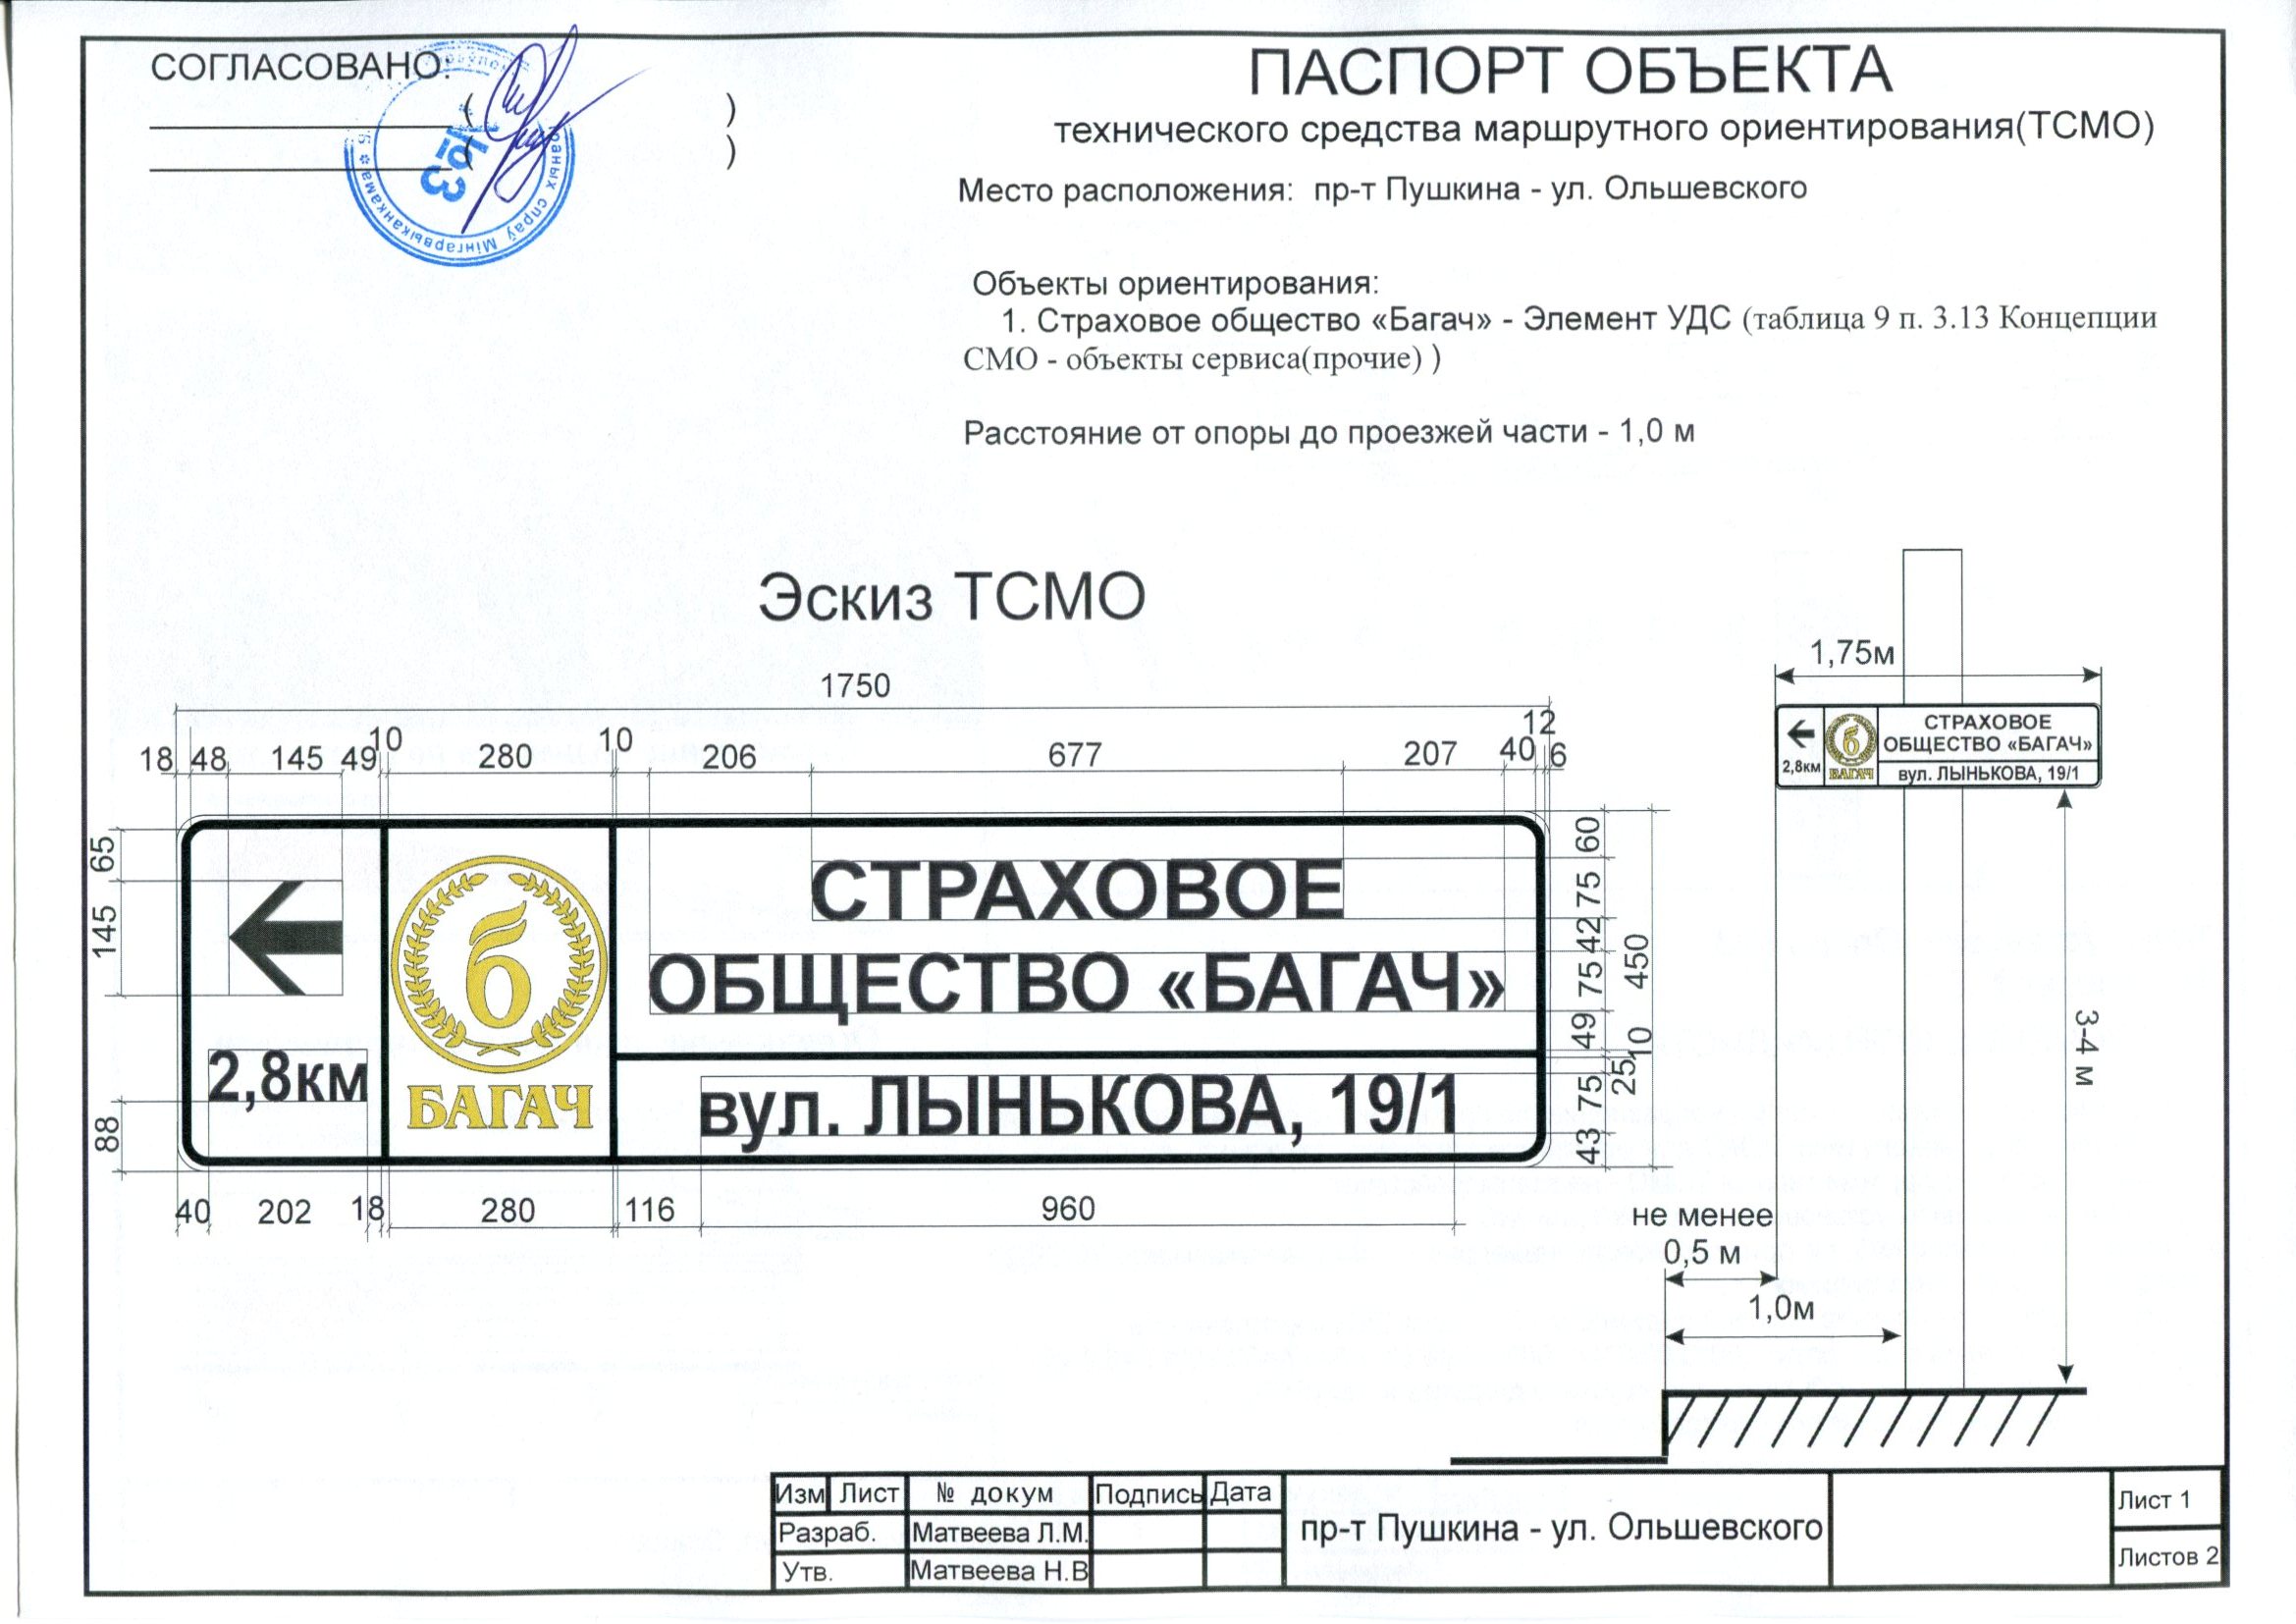 СОГЛАСОВАНО:
( )
( )
№3
раўных спраў Мінгарвыканкама
ПАСПОРТ ОБЪЕКТА
технического средства маршрутного ориентирования(ТСМО)
Место расположения: пр-т Пушкина - ул. Ольшевского
Объекты ориентирования:
1. Страховое общество «Багач» - Элемент УДС (таблица 9 п. 3.13 Концепции
СМО - объекты сервиса(прочие) )
Расстояние от опоры до проезжей части - 1,0 м
Эскиз ТСМО
1750
18 48 145 49 10 280 10 206 677 207 40 12 6
65
145
88
2,8км
б
БАГАЧ
СТРАХОВОЕ
ОБЩЕСТВО «БАГАЧ»
вул. ЛЫНЬКОВА, 19/1
60
75
42
75
49
10
25
75
43
450
40 202 18 280 116 960
1,75м
2,8км
б
БАГАЧ
СТРАХОВОЕ
ОБЩЕСТВО «БАГАЧ»
вул. ЛЫНЬКОВА, 19/1
3-4 м
не менее
0,5 м
1,0м
Изм Лист № докум Подпись Дата
Разраб. Матвеева Л.М.
Утв. Матвеева Н.В
пр-т Пушкина - ул. Ольшевского
Лист 1
Листов 2